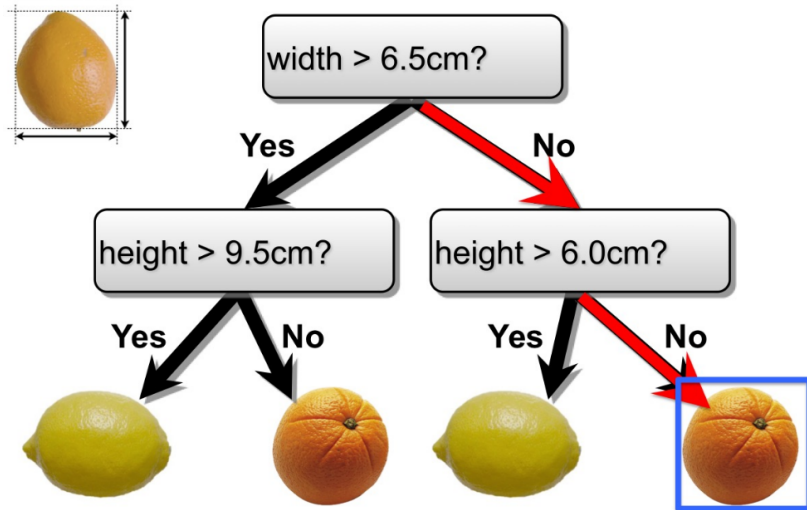 width > 6.5cm?
Yes
No
height > 9.5cm?
height > 6.0cm?
Yes
No
Yes
No